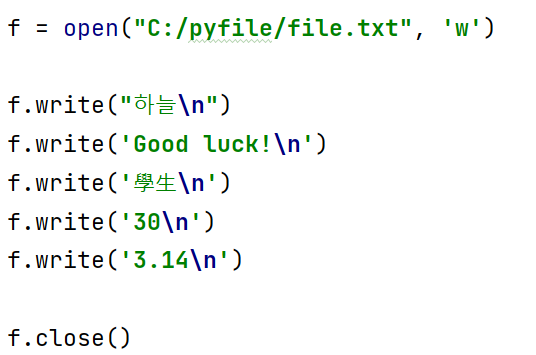 f = open("C:/pyfile/file.txt", 'w')
f.write("하늘\n")
f.write('Good luck!\n')
f.write('學生\n')
f.write('30\n')
f.write('3.14\n')
f.close()